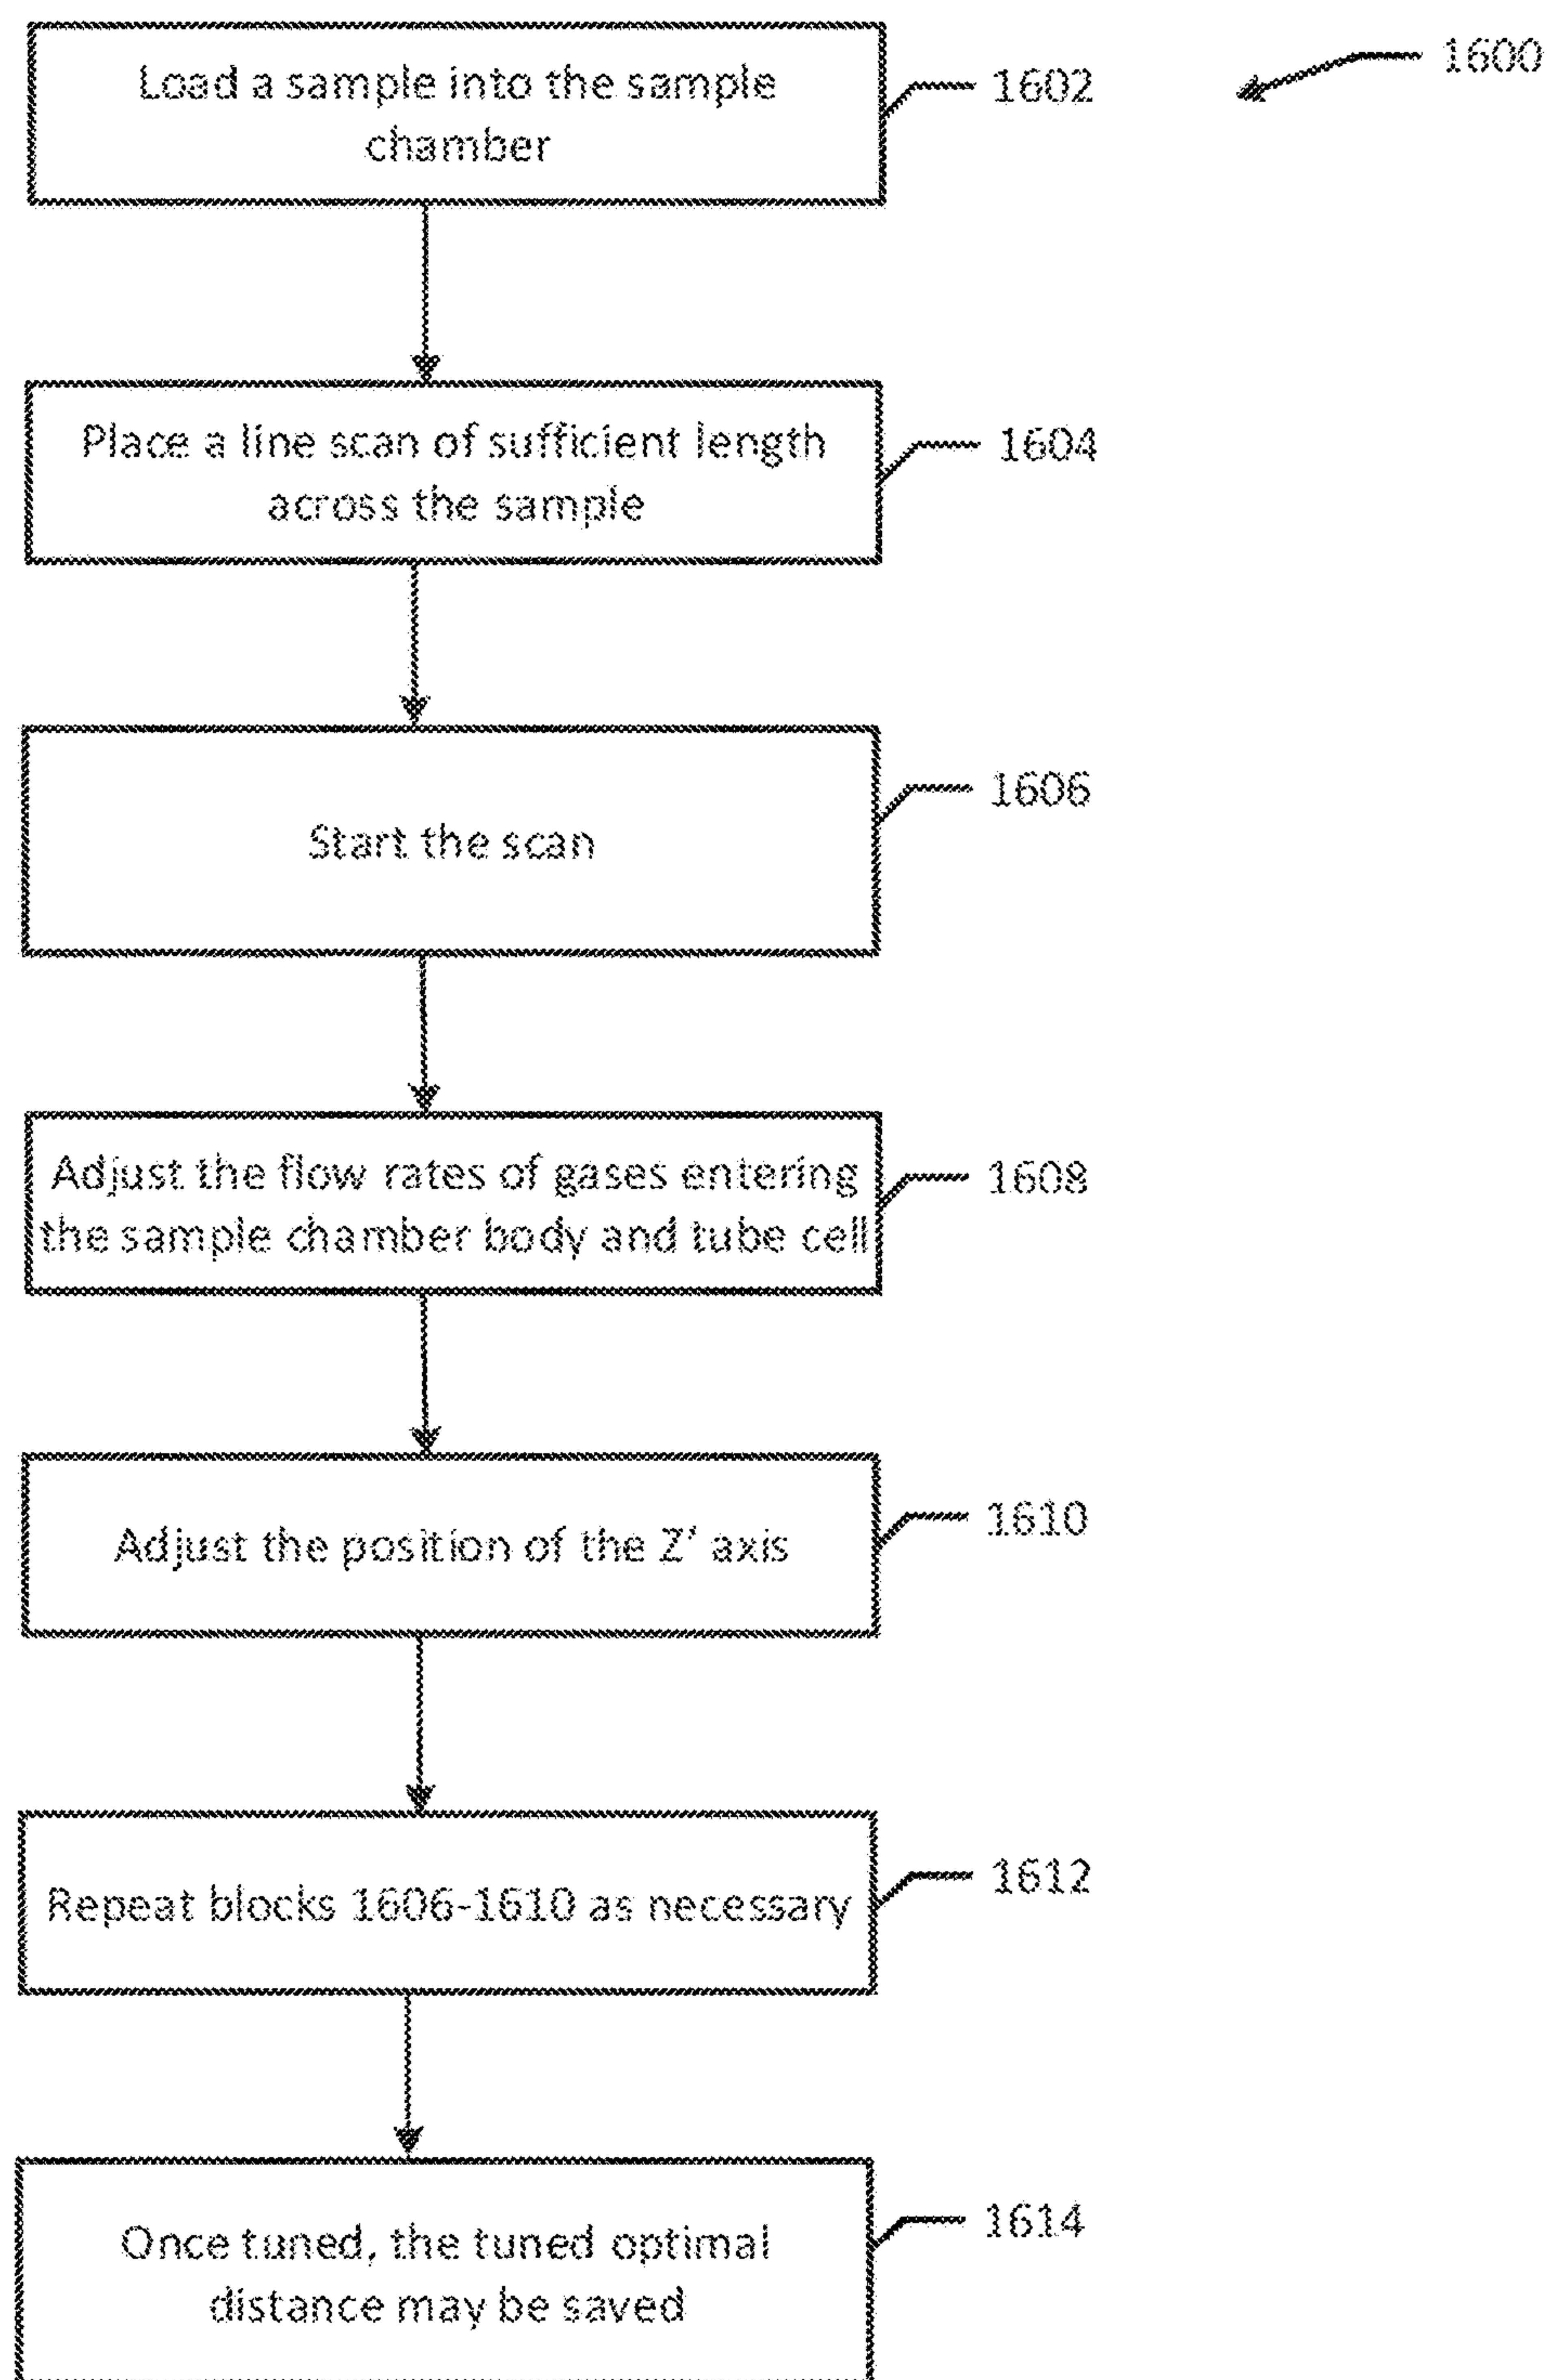 1600
Load a sample into the sample
chamber
1602
Place a line scan of sufficient length
across the sample
1604
Start the scan
1606
Adjust the flow rates of gases entering
the sample chamber body and tube cell
1608
Adjust the position of the Z' axis
1610
Repeat blocks 1606-1610 as necessary
1612
Once tuned, the tuned optimal
distance may be saved
1614